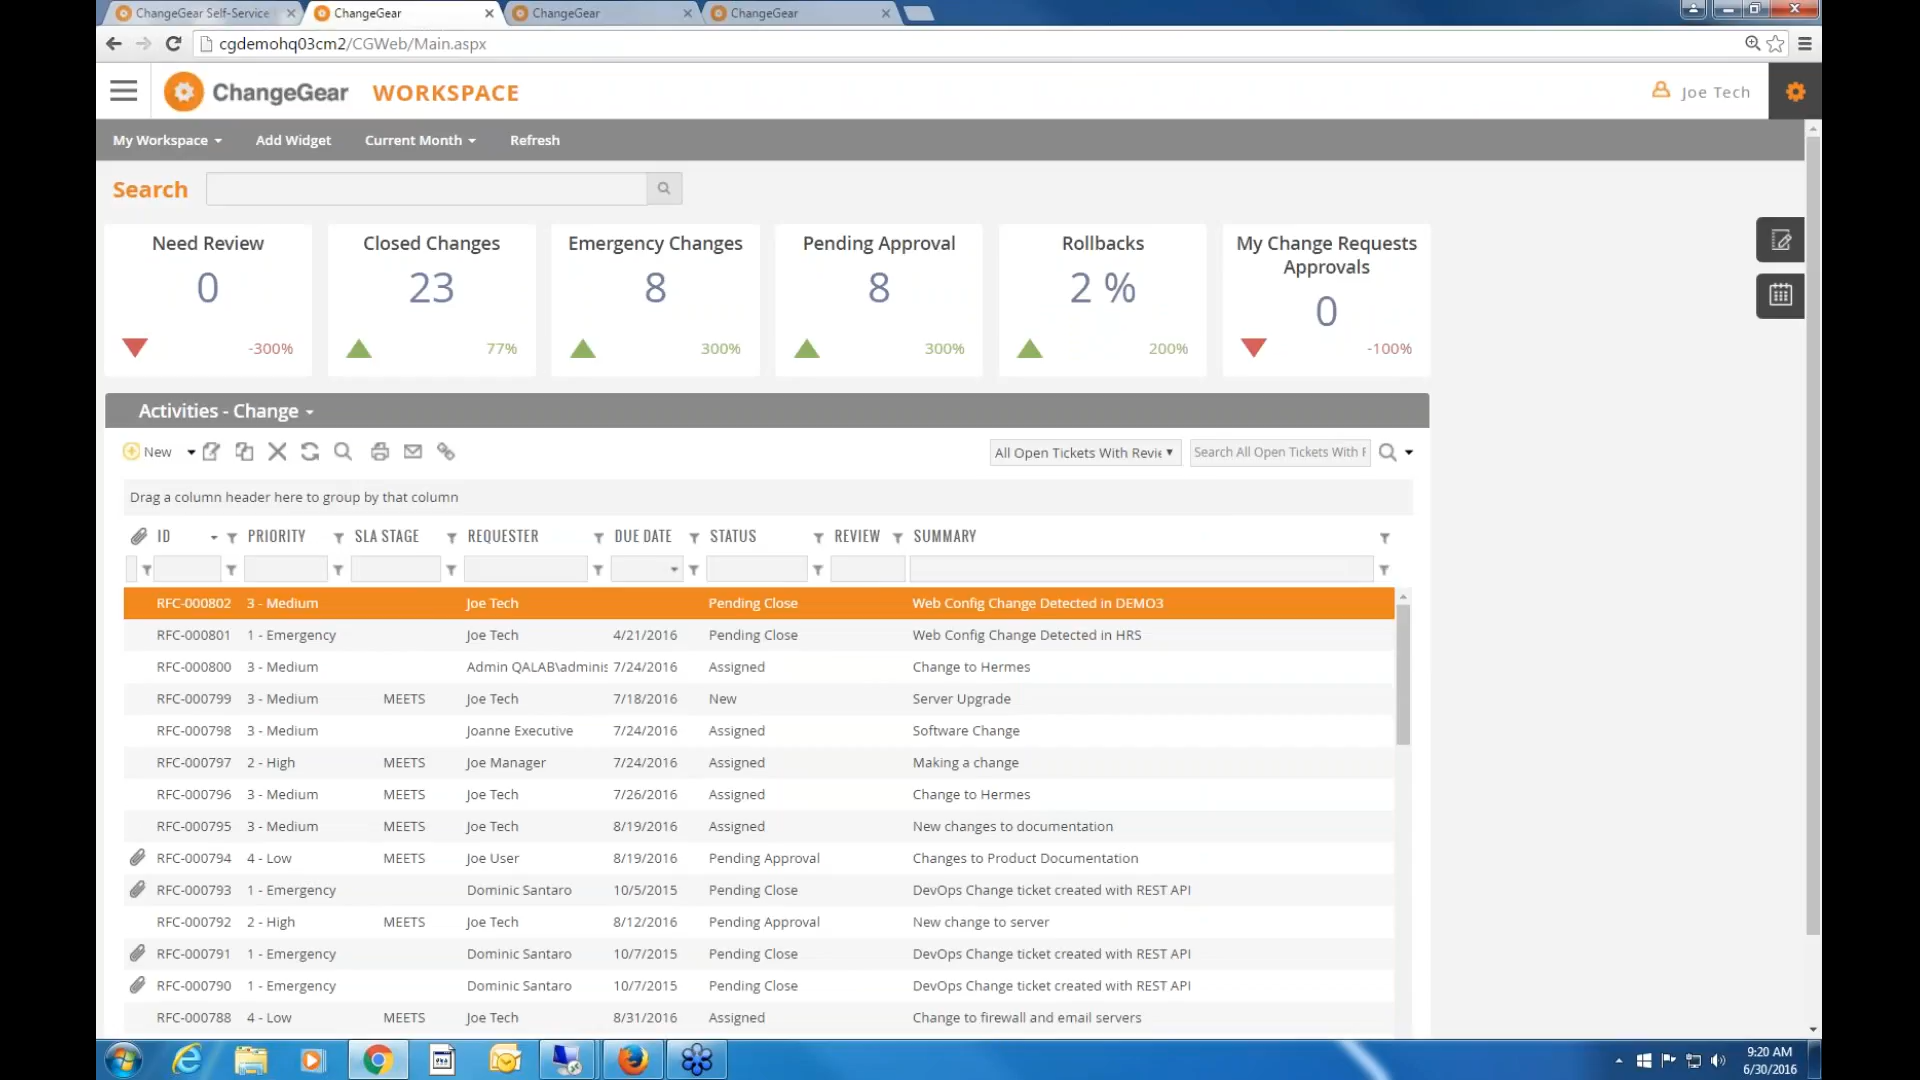 ChangeGear Self-Service
ChangeGear
ChangeGear
ChangeGear
cgdemohq03cm2/CGWeb/Main.aspx
ChangeGear WORKSPACE
Joe Tech
My Workspace Add Widget Current Month Refresh
Search
Need Review
0
-300%
Closed Changes
23
77%
Emergency Changes
8
300%
Pending Approval
8
300%
Rollbacks
2 %
200%
My Change Requests
Approvals
0
-100%
Activities - Change
New All Open Tickets With Revie Search All Open Tickets With
Drag a column header here to group by that column
ID PRIORITY SLA STAGE REQUESTER DUE DATE STATUS REVIEW SUMMARY
RFC-000802 3 - Medium Joe Tech Pending Close Web Config Change Detected in DEMO3
RFC-000801 1 - Emergency Joe Tech 4/21/2016 Pending Close Web Config Change Detected in HRS
RFC-000800 3 - Medium Admin QALAB\adminis 7/24/2016 Assigned Change to Hermes
RFC-000799 3 - Medium MEETS Joe Tech 7/18/2016 New Server Upgrade
RFC-000798 3 - Medium Joanne Executive 7/24/2016 Assigned Software Change
RFC-000797 2 - High MEETS Joe Manager 7/24/2016 Assigned Making a change
RFC-000796 3 - Medium MEETS Joe Tech 7/26/2016 Assigned Change to Hermes
RFC-000795 3 - Medium MEETS Joe Tech 8/19/2016 Assigned New changes to documentation
RFC-000794 4 - Low MEETS Joe User 8/19/2016 Pending Approval Changes to Product Documentation
RFC-000793 1 - Emergency Dominic Santaro 10/5/2015 Pending Close DevOps Change ticket created with REST API
RFC-000792 2 - High MEETS Joe Tech 8/12/2016 Pending Approval New change to server
RFC-000791 1 - Emergency Dominic Santaro 10/7/2015 Pending Close DevOps Change ticket created with REST API
RFC-000790 1 - Emergency Dominic Santaro 10/7/2015 Pending Close DevOps Change ticket created with REST API
RFC-000788 4 - Low MEETS Joe Tech 8/31/2016 Assigned Change to firewall and email servers
9:20 AM
6/30/2016